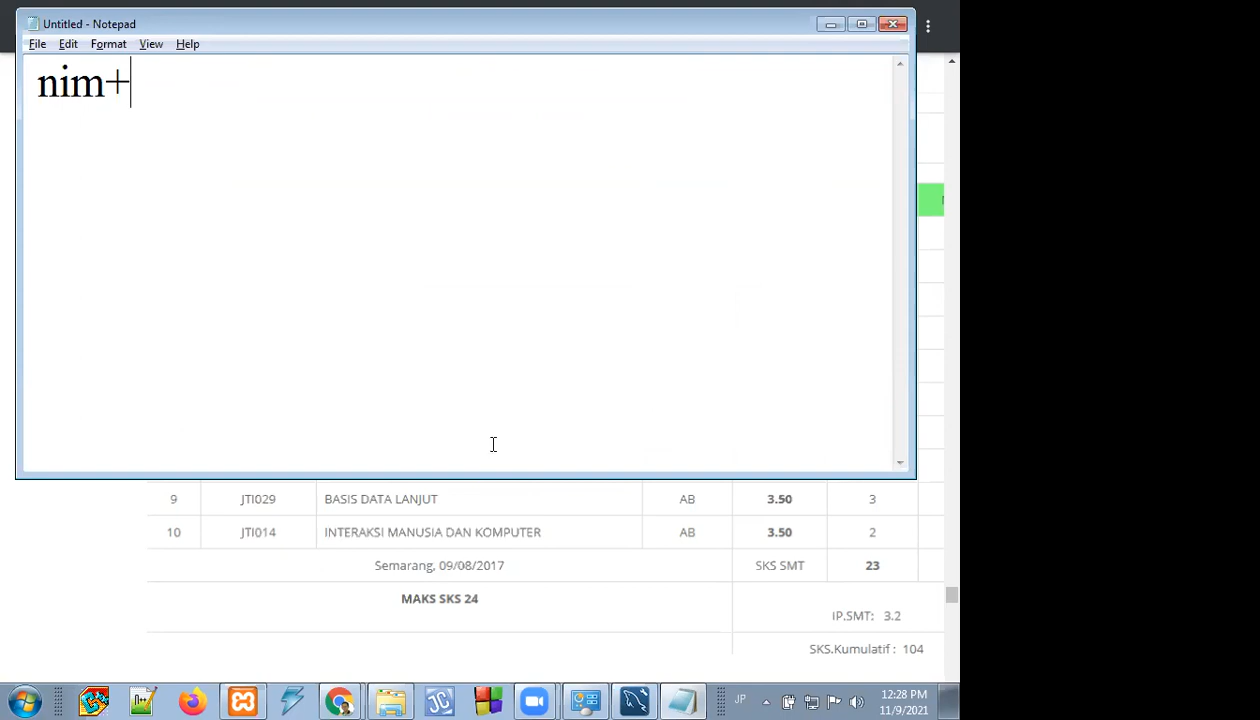 Untitled - Notepad
File Edit Format View Help
nim+
9 JTI029 BASIS DATA LANJUT AB 3.50 3
10 JTI014 INTERAKSI MANUSIA DAN KOMPUTER AB 3.50 2
Semarang, 09/08/2017 SKS SMT 23
MAKS SKS 24
IP.SMT: 3.2
SKS.Kumulatif : 104
JP
12:28 PM
11/9/2021